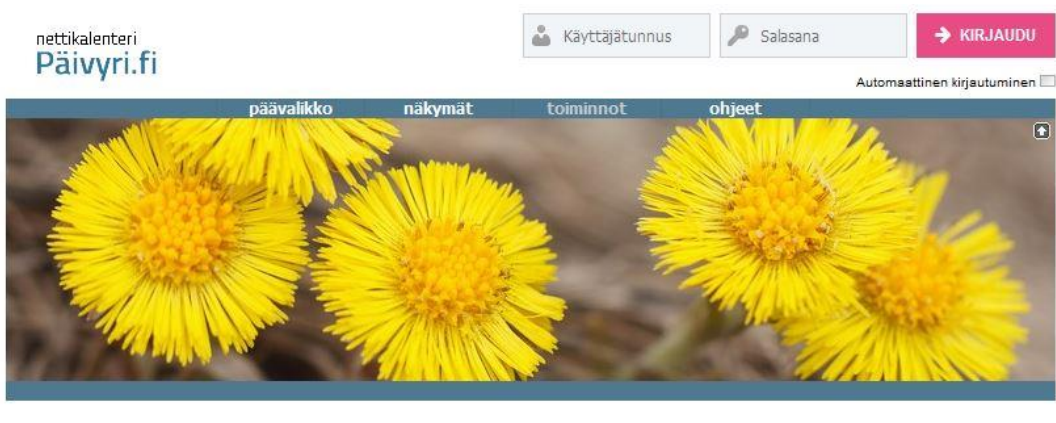 nettikalenteri
Päivyri.fi
Käyttäjätunnus
Salasana
KIRJAUDU
Automaattinen kirjautuminen
päävalikko näkymät toiminnot ohjeet